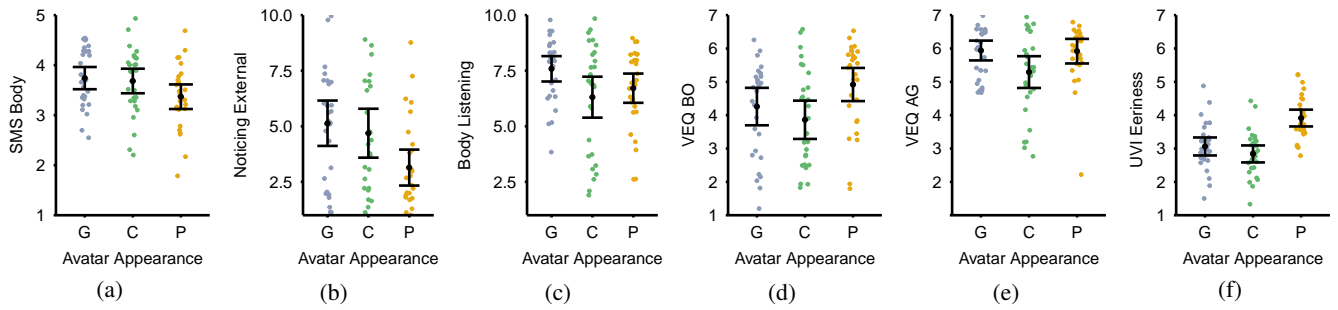 SMS Body
5
4
3
2
1
G C P
Avatar Appearance
(a)
Noticing External
10.0
7.5
5.0
2.5
G C P
Avatar Appearance
(b)
Body Listening
10.0
7.5
5.0
2.5
G C P
Avatar Appearance
(c)
VEQ BO
7
6
5
4
3
2
1
G C P
Avatar Appearance
(d)
VEQ AG
7
6
5
4
3
2
G C P
Avatar Appearance
(e)
UVI Eeriness
7
6
5
4
3
2
1
G C P
Avatar Appearance
(f)